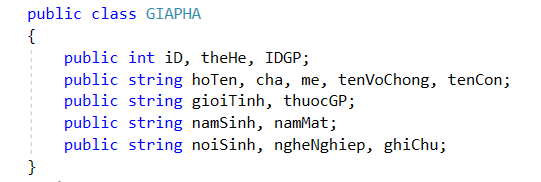 public class GIAPHA
{
public int iD, theHe, IDGP;
public string hoTen, cha, me, tenVoChong, tenCon;
public string gioiTinh, thuocGP;
public string namSinh, namMat;
public string noiSinh, ngheNghiep, ghiChu;
}